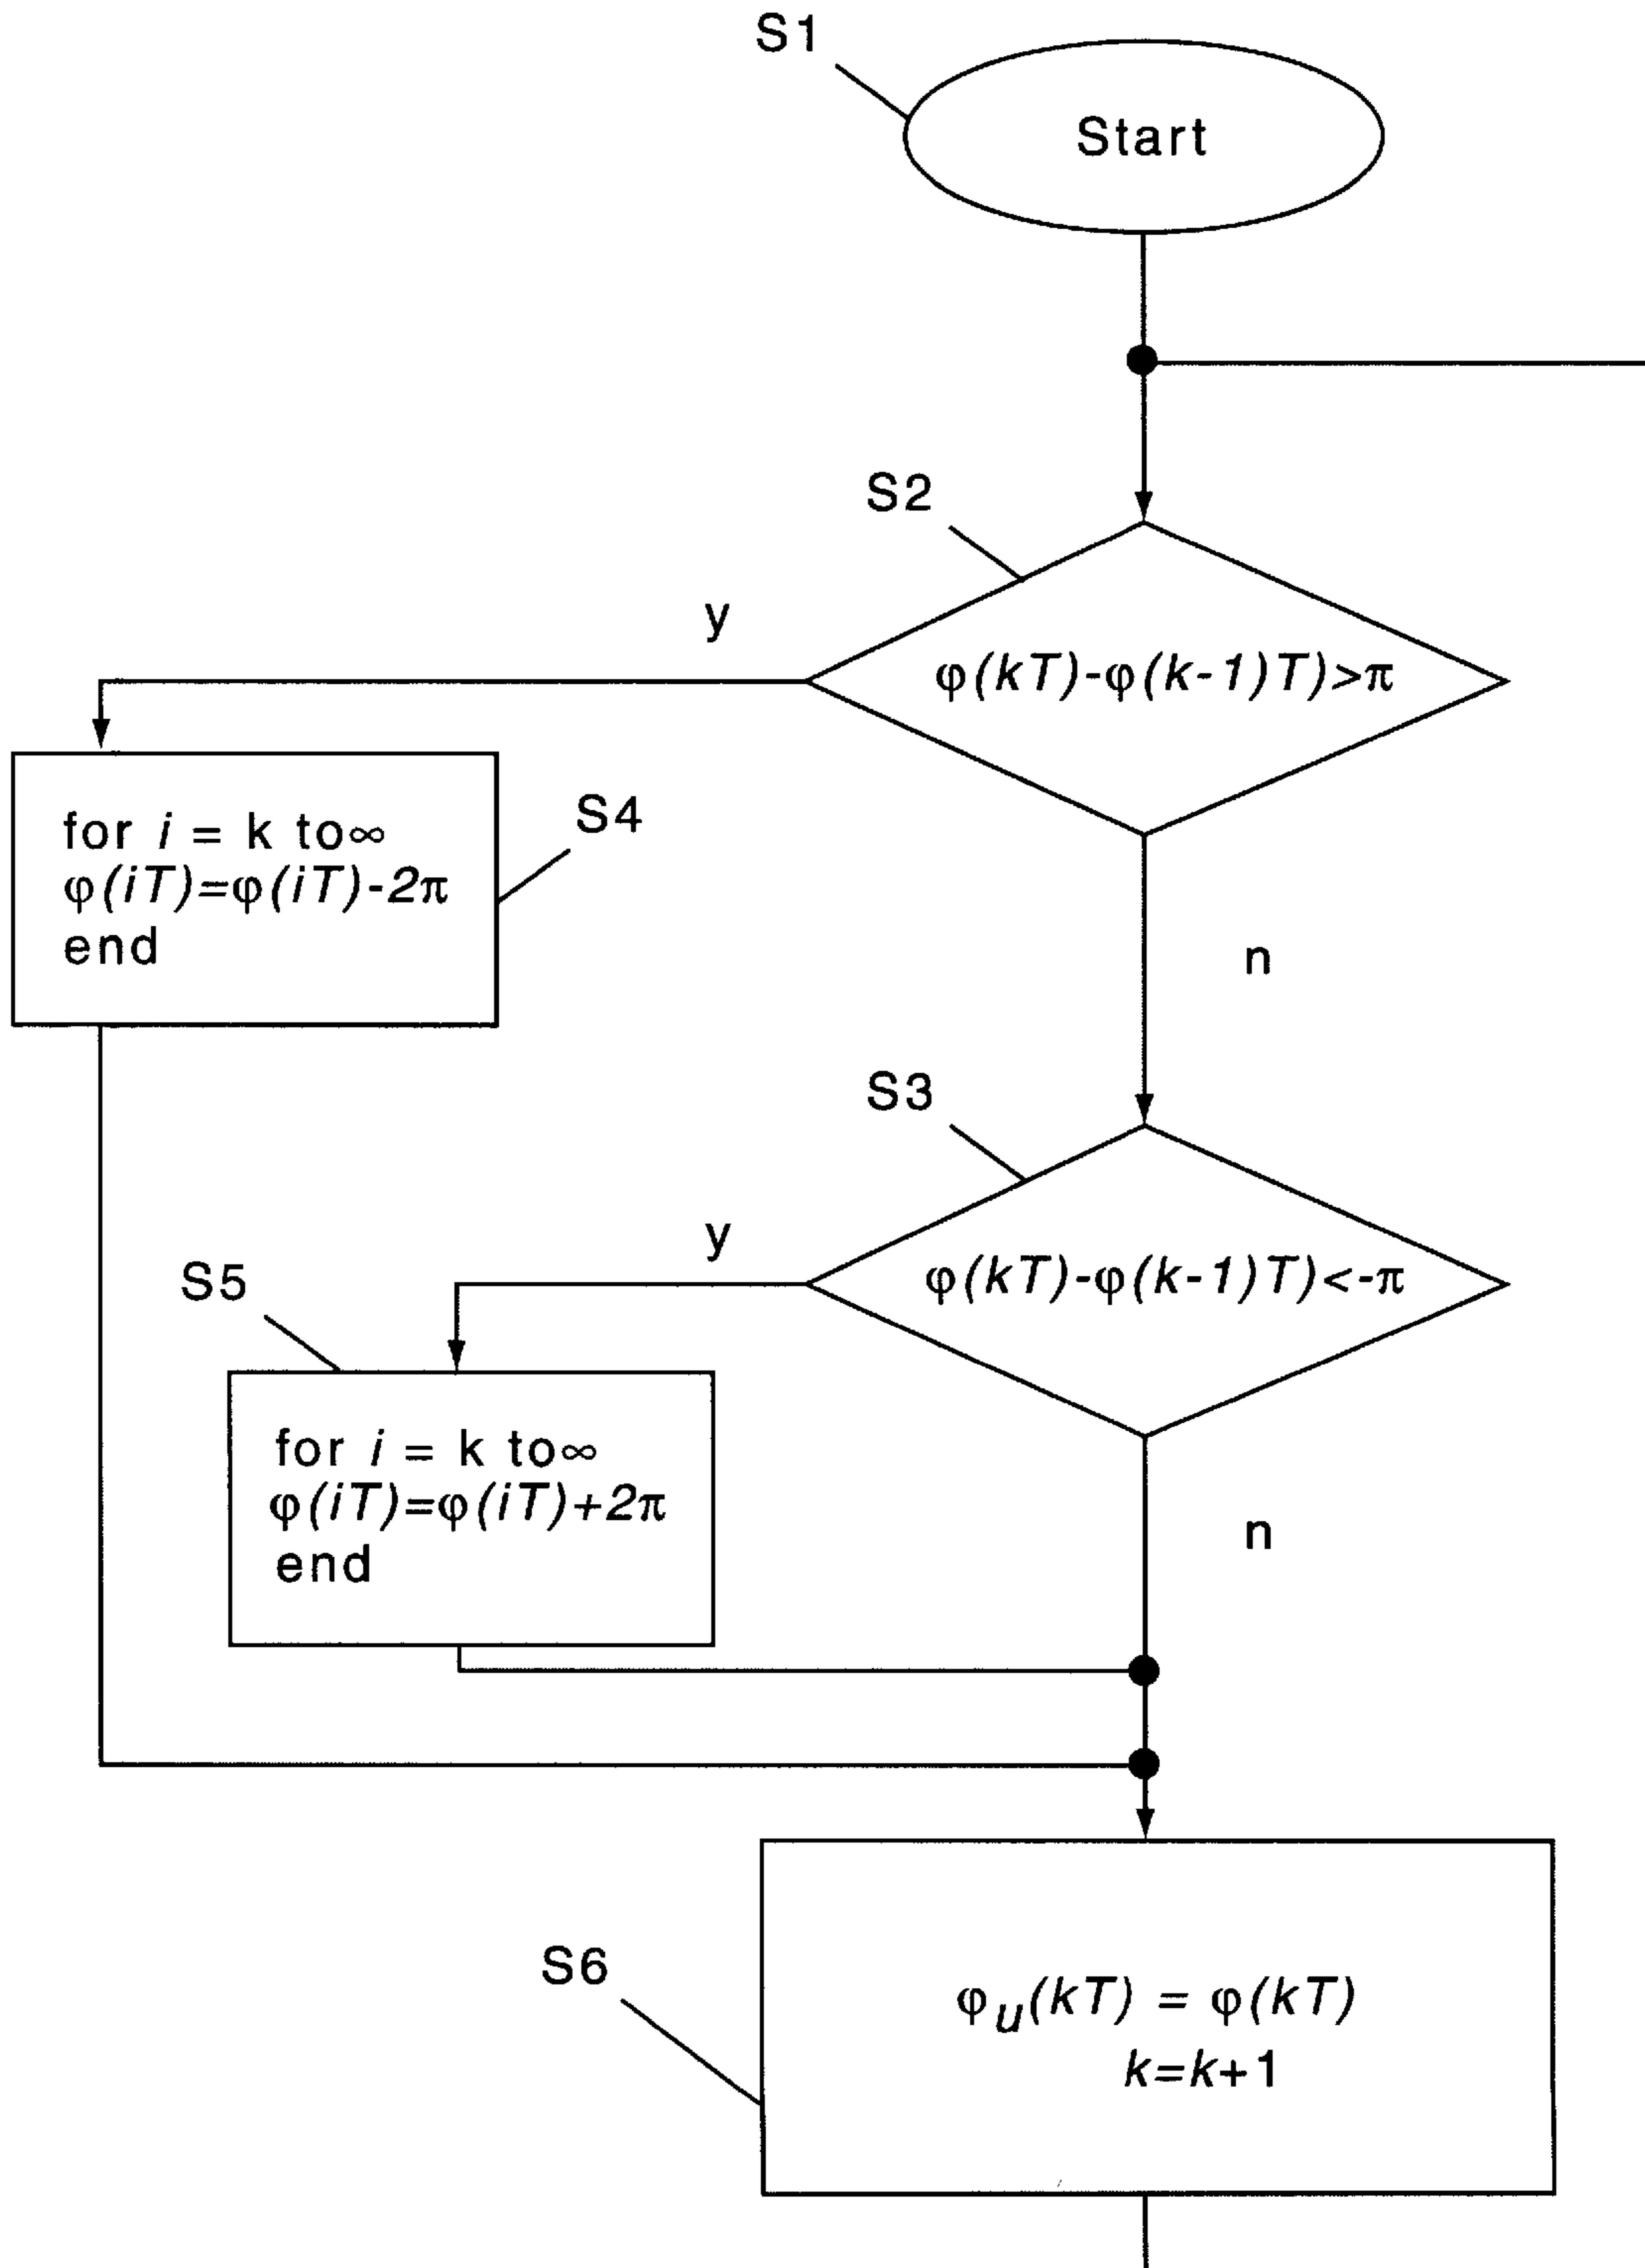 S1
Start
S2
y
φ(kT)-φ(k-1)T)>π
for i = k to∞
φ(iT)=φ(iT)-2π
end
S4
n
S3
y
φ(kT)-φ(k-1)T)<-π
S5
for i = k to∞
φ(iT)=φ(iT)+2π
end
n
S6
φu(kT) = φ(kT)
k=k+1